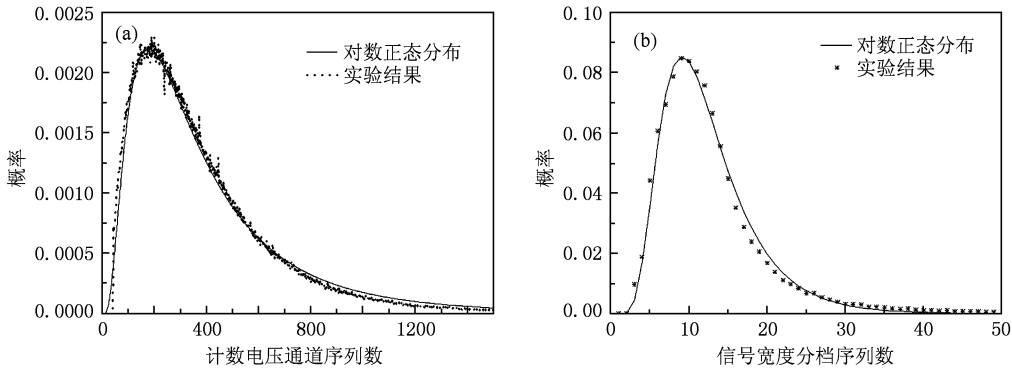 (a)
对数正态分布
实验结果
概率
0.0025
0.0020
0.0015
0.0010
0.0005
0.0000
0 400 800 1200
计数电压通道序列数
(b)
对数正态分布
实验结果
概率
0.10
0.08
0.06
0.04
0.02
0.00
0 10 20 30 40 50
信号宽度分档序列数